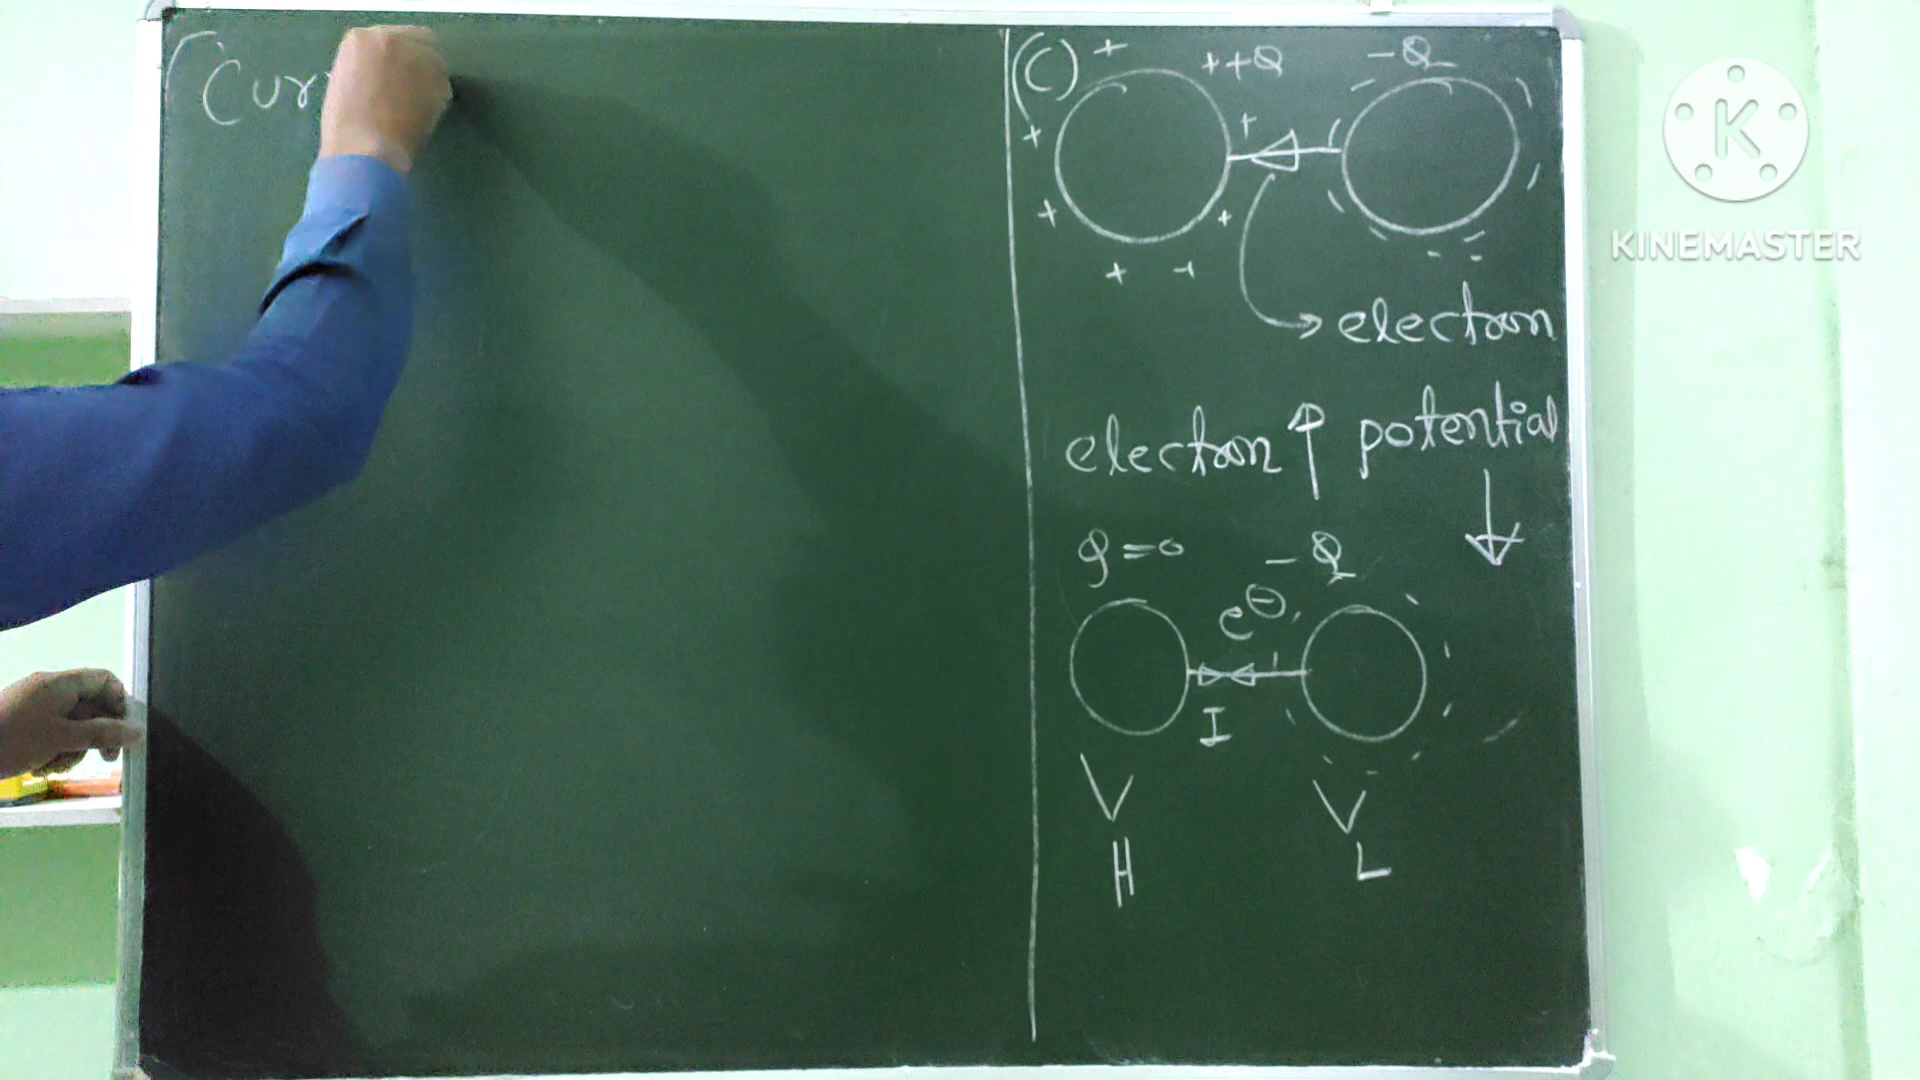 (Curr
(C) + ++Q -Q
electron
electron ↑ potential ↓
q=0 -Q
e⊖
I
V V
H L
K
KINEMASTER